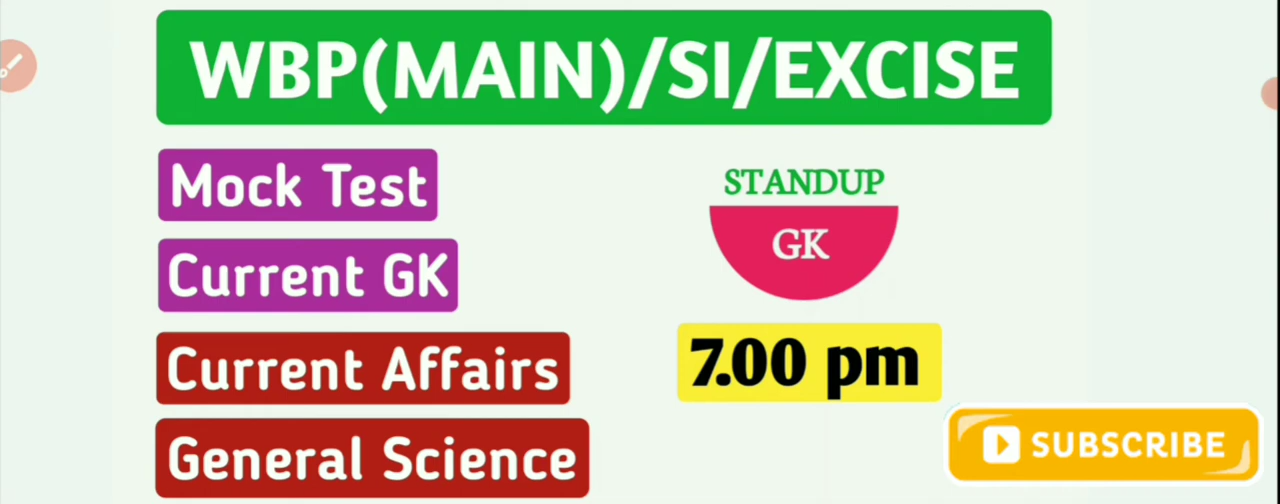 WBP(MAIN)/SI/EXCISE
Mock Test
STANDUP
GK
Current GK
Current Affairs
7.00 pm
General Science
SUBSCRIBE